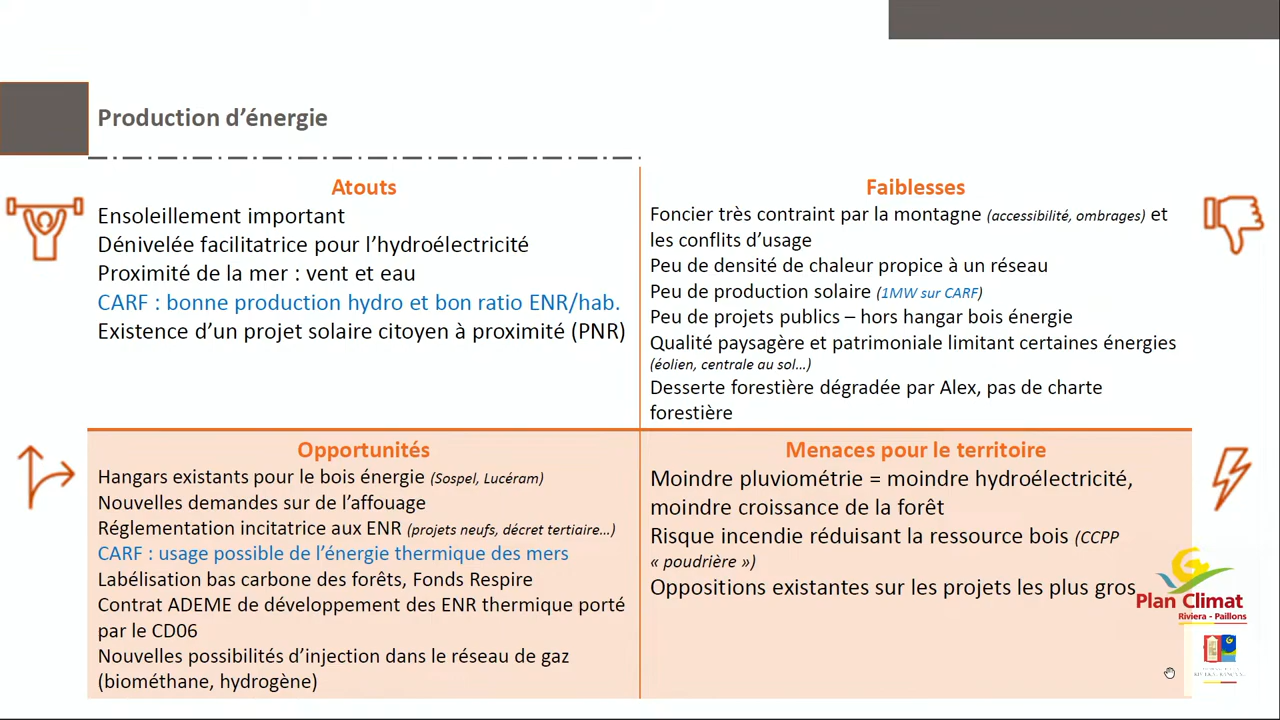 Production d’énergie
Atouts
Ensoleillement important
Dénivelée facilitatrice pour l’hydroélectricité
Proximité de la mer : vent et eau
CARF : bonne production hydro et bon ratio ENR/hab.
Existence d’un projet solaire citoyen à proximité (PNR)
Faiblesses
Foncier très contraint par la montagne (accessibilité, ombrages) et
les conflits d’usage
Peu de densité de chaleur propice à un réseau
Peu de production solaire (1MW sur CARF)
Peu de projets publics – hors hangar bois énergie
Qualité paysagère et patrimoniale limitant certaines énergies
(éolien, centrale au sol…)
Desserte forestière dégradée par Alex, pas de charte
forestière
Opportunités
Hangars existants pour le bois énergie (Sospel, Lucéram)
Nouvelles demandes sur de l’affouage
Réglementation incitatrice aux ENR (projets neufs, décret tertiaire…)
CARF : usage possible de l’énergie thermique des mers
Labélisation bas carbone des forêts, Fonds Respire
Contrat ADEME de développement des ENR thermique porté
par le CD06
Nouvelles possibilités d’injection dans le réseau de gaz
(biométhane, hydrogène)
Menaces pour le territoire
Moindre pluviométrie = moindre hydroélectricité,
moindre croissance de la forêt
Risque incendie réduisant la ressource bois (CCPP
« poudrière »)
Oppositions existantes sur les projets les plus gros
Plan Climat
Riviera - Paillons